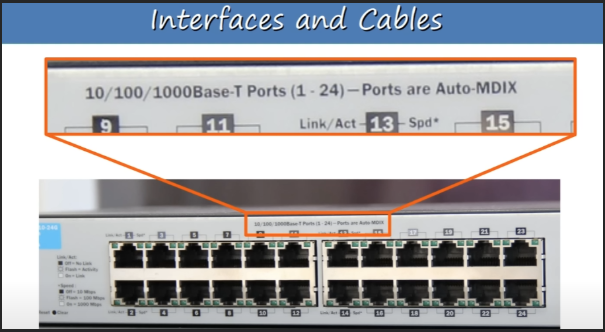 Interfaces and Cables
10/100/1000Base-T Ports (1 - 24) — Ports are Auto-MDIX
9 11 Link/Act 13 Spd* 15
10/100/1000Base-T Ports (1 - 24) — Ports are Auto-MDIX
Link/Act 1 Spd* 3 5 7 9 11 13 15 17 19 21 23
Link/Act
Off = No Link
Flash = Activity
On = Link
*Speed
Off = 10 Mbps
Flash = 100 Mbps
On = 1000 Mbps
Link/Act 2 Spd* 4 6 8 10 12 Link/Act 14 Spd* 16 18 20 22 24